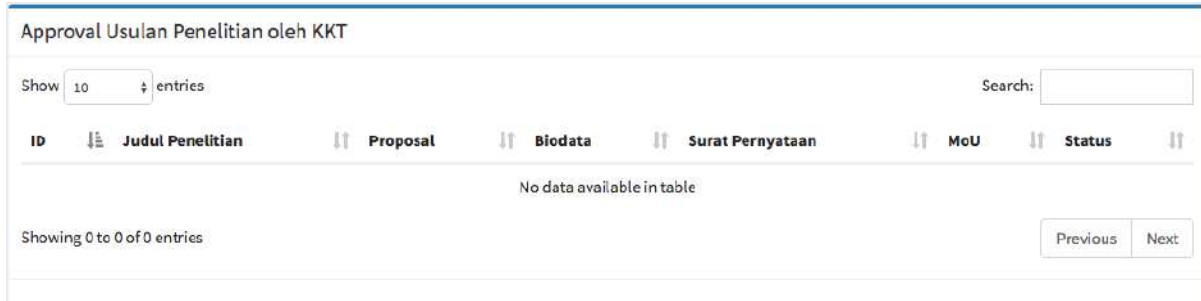 Approval Usulan Penelitian oleh KKT
Show 10 entries Search:
ID Judul Penelitian Proposal Biodata Surat Pernyataan MoU Status
No data available in table
Showing 0 to 0 of 0 entries Previous Next